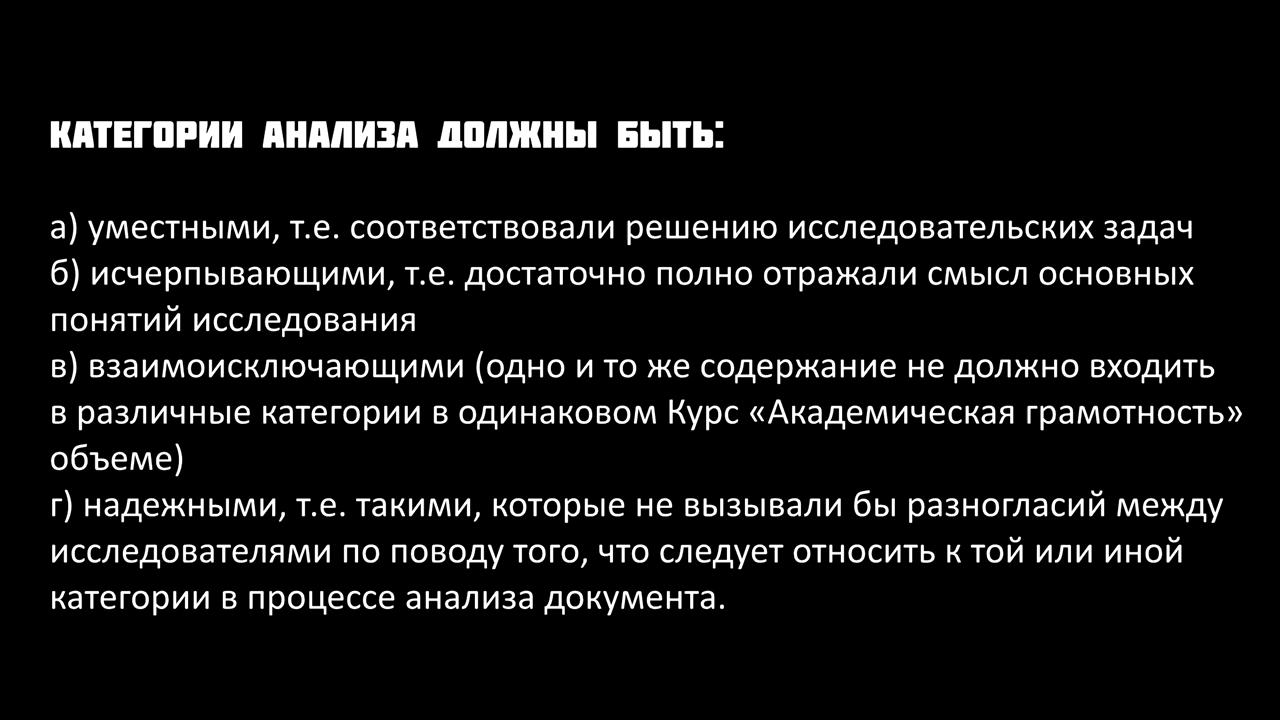 КАТЕГОРИИ АНАЛИЗА ДОЛЖНЫ БЫТЬ:
а) уместными, т.е. соответствовали решению исследовательских задач
б) исчерпывающими, т.е. достаточно полно отражали смысл основных
понятий исследования
в) взаимоисключающими (одно и то же содержание не должно входить
в различные категории в одинаковом Курс «Академическая грамотность»
объеме)
г) надежными, т.е. такими, которые не вызывали бы разногласий между
исследователями по поводу того, что следует относить к той или иной
категории в процессе анализа документа.